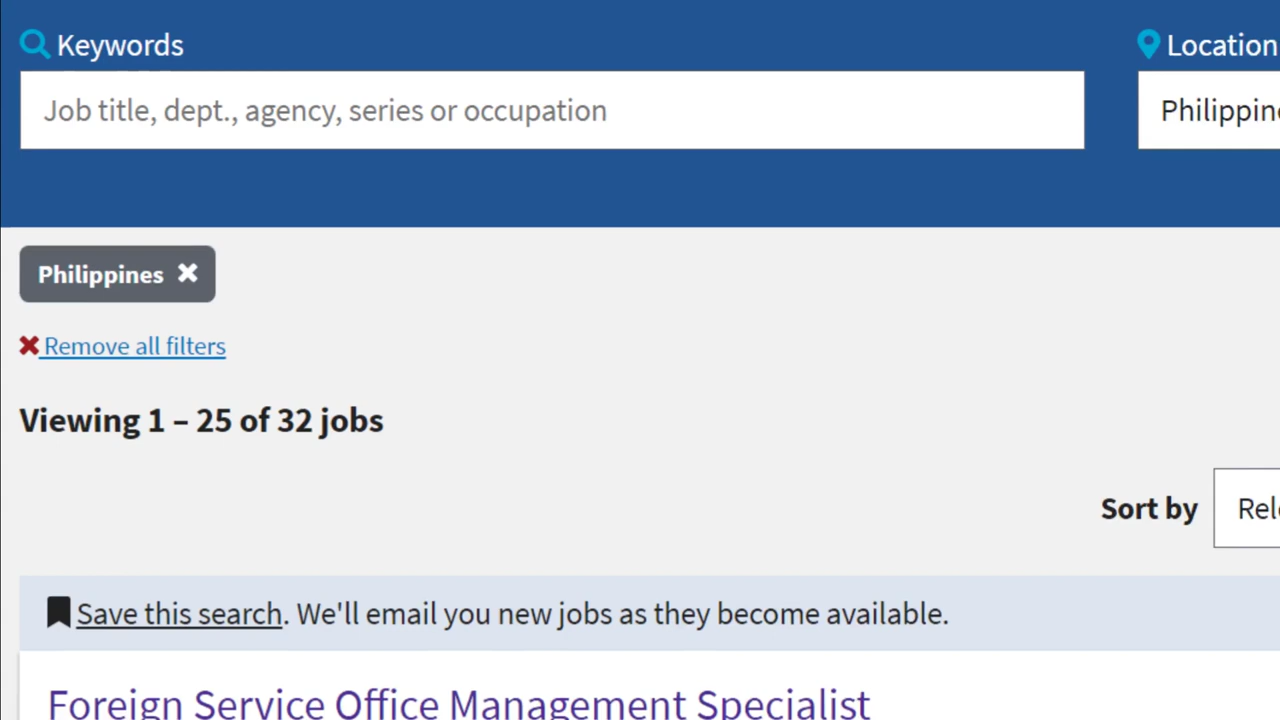 Keywords
Location
Job title, dept., agency, series or occupation
Philippines
Remove all filters
Viewing 1 – 25 of 32 jobs
Sort by
Save this search. We'll email you new jobs as they become available.
Foreign Service Office Management Specialist